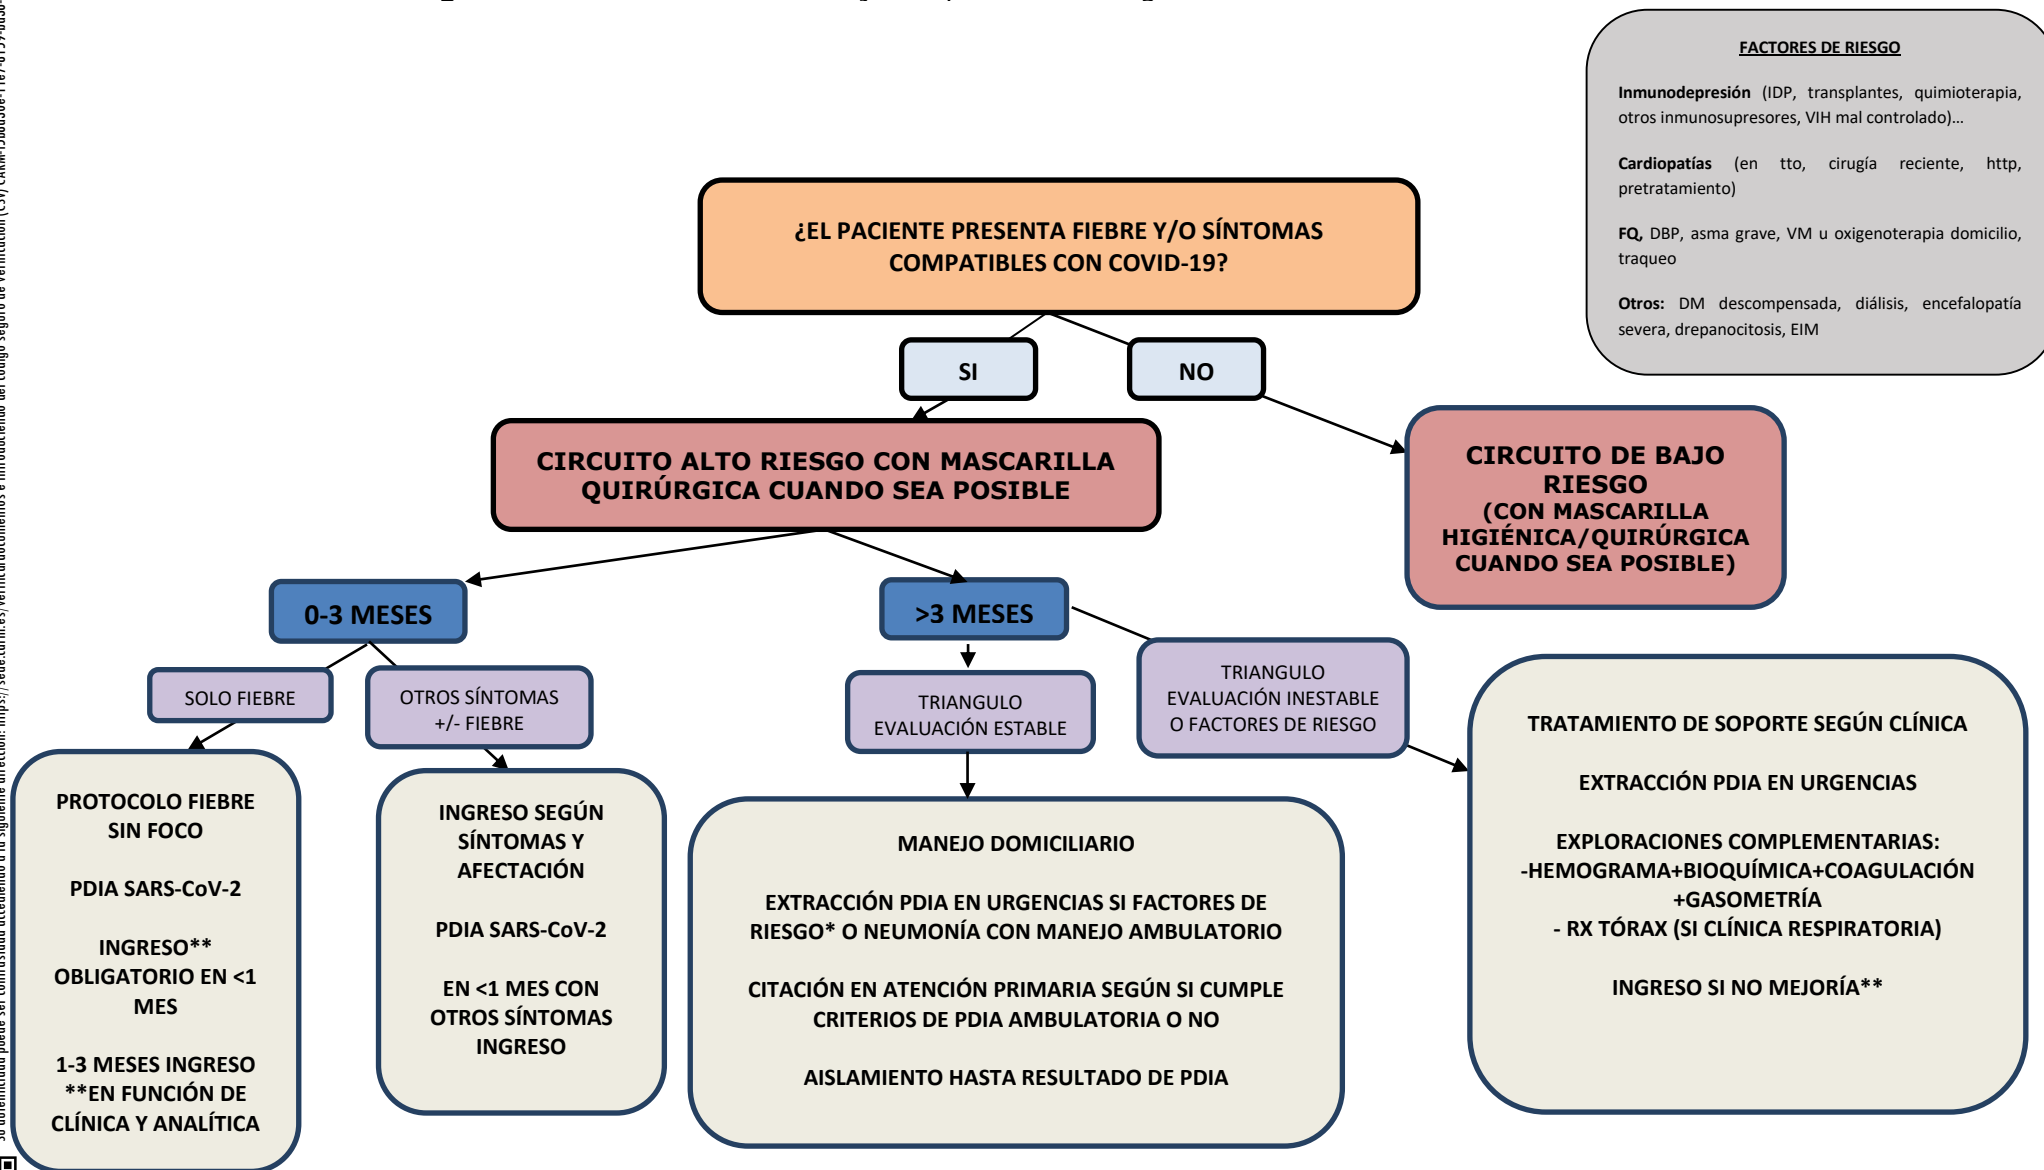 FACTORES DE RIESGO
Inmunodepresión (IDP, transplantes, quimioterapia,
otros inmunosupresores, VIH mal controlado)…
Cardiopatías (en tto, cirugía reciente, http,
pretratamiento)
FQ, DBP, asma grave, VM u oxigenoterapia domicilio,
traqueo
Otros: DM descompensada, diálisis, encefalopatía
severa, drepanocitosis, EIM
¿EL PACIENTE PRESENTA FIEBRE Y/O SÍNTOMAS
COMPATIBLES CON COVID-19?
SI
NO
CIRCUITO ALTO RIESGO CON MASCARILLA
QUIRÚRGICA CUANDO SEA POSIBLE
CIRCUITO DE BAJO
RIESGO
(CON MASCARILLA
HIGIÉNICA/QUIRÚRGICA
CUANDO SEA POSIBLE)
0-3 MESES
>3 MESES
SOLO FIEBRE
OTROS SÍNTOMAS
+/- FIEBRE
TRIANGULO
EVALUACIÓN ESTABLE
TRIANGULO
EVALUACIÓN INESTABLE
O FACTORES DE RIESGO
PROTOCOLO FIEBRE
SIN FOCO
PDIA SARS-CoV-2
INGRESO**
OBLIGATORIO EN <1
MES
1-3 MESES INGRESO
**EN FUNCIÓN DE
CLÍNICA Y ANALÍTICA
INGRESO SEGÚN
SÍNTOMAS Y
AFECTACIÓN
PDIA SARS-CoV-2
EN <1 MES CON
OTROS SÍNTOMAS
INGRESO
MANEJO DOMICILIARIO
EXTRACCIÓN PDIA EN URGENCIAS SI FACTORES DE
RIESGO* O NEUMONÍA CON MANEJO AMBULATORIO
CITACIÓN EN ATENCIÓN PRIMARIA SEGÚN SI CUMPLE
CRITERIOS DE PDIA AMBULATORIA O NO
AISLAMIENTO HASTA RESULTADO DE PDIA
TRATAMIENTO DE SOPORTE SEGÚN CLÍNICA
EXTRACCIÓN PDIA EN URGENCIAS
EXPLORACIONES COMPLEMENTARIAS:
-HEMOGRAMA+BIOQUÍMICA+COAGULACIÓN
+GASOMETRÍA
- RX TÓRAX (SI CLÍNICA RESPIRATORIA)
INGRESO SI NO MEJORÍA**